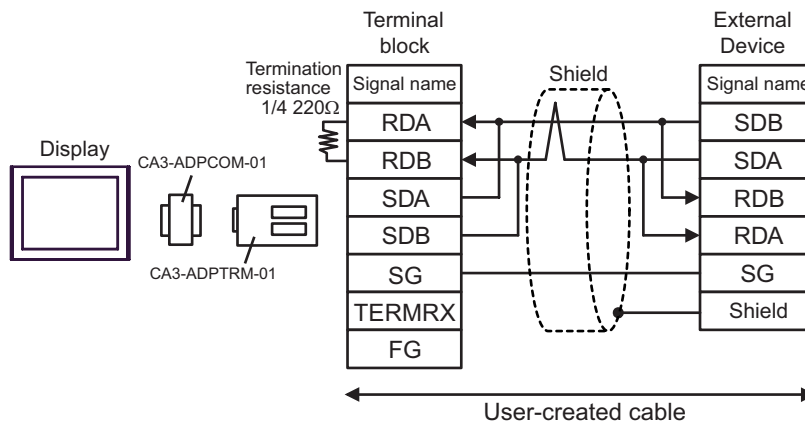 Terminal
block
External
Device
Termination
resistance
1/4 220Ω
Signal name
Shield
Signal name
RDA
SDB
Display
CA3-ADPCOM-01
RDB
SDA
SDA
RDB
SDB
RDA
CA3-ADPTRM-01
SG
SG
TERMRX
Shield
FG
User-created cable